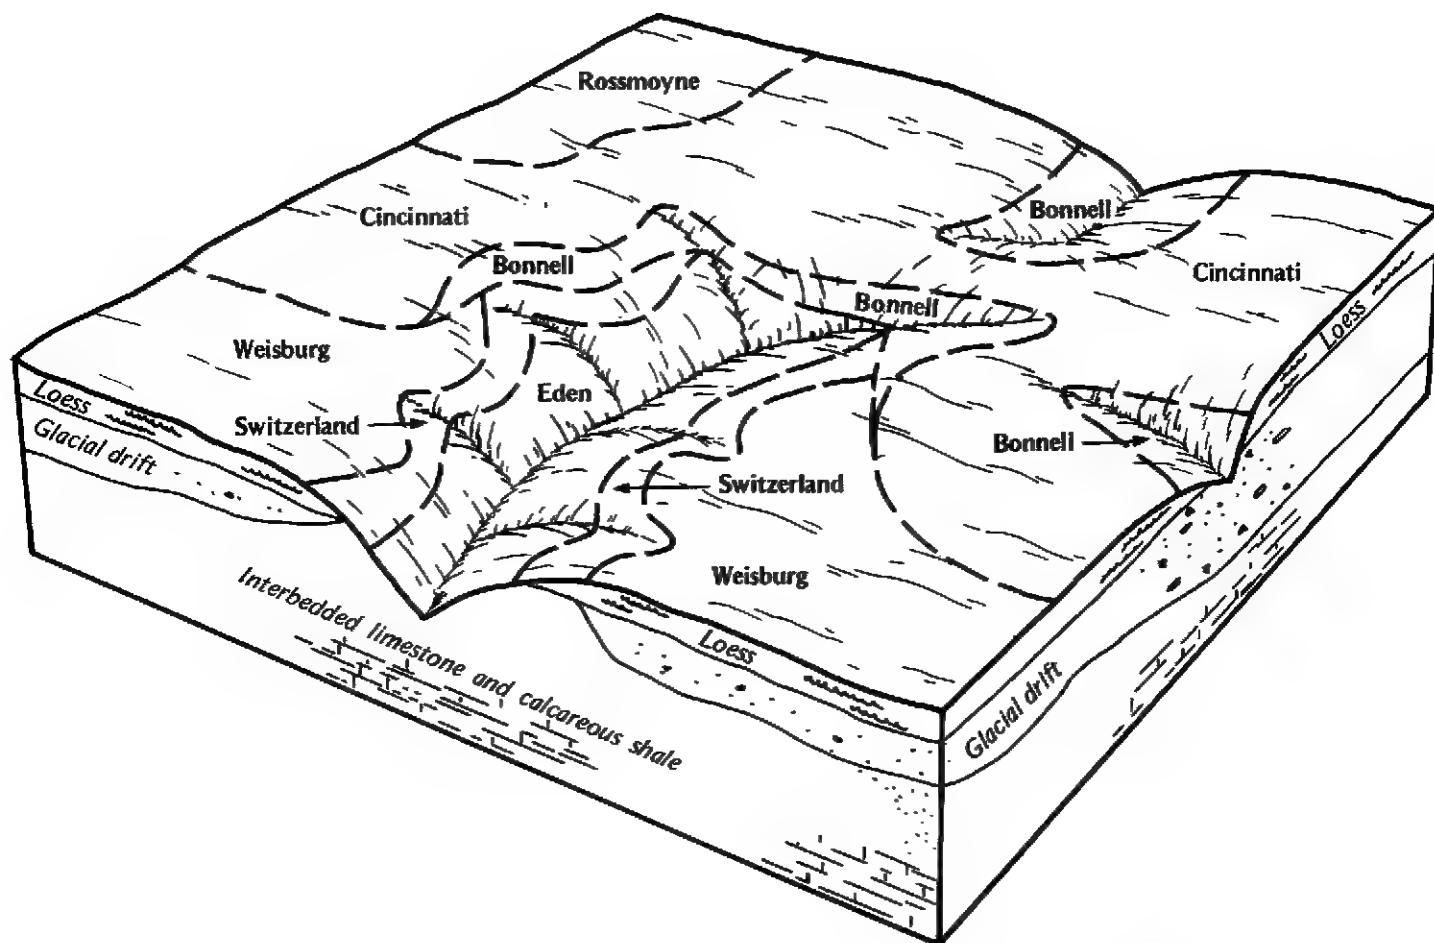 Rossmoyne
Bonnell
Cincinnati
Bonnell
Cincinnati
Bonnell
Loess
Weisburg
Eden
Loess
Switzerland
Glacial drift
Bonnell
Switzerland
Weisburg
Interbedded limestone and calcareous shale
Loess
Glacial drift